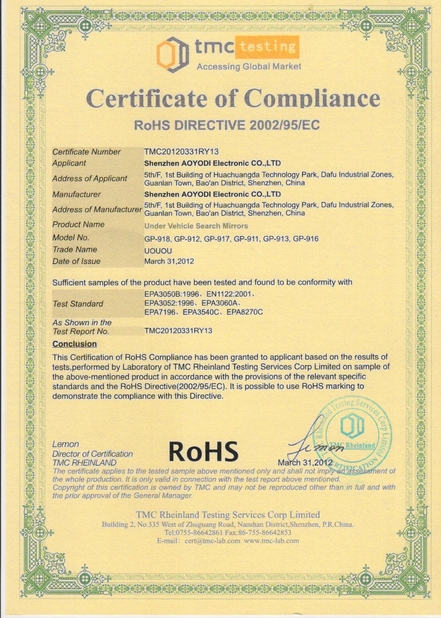 tmc testing
Accessing Global Market
Certificate of Compliance
RoHS DIRECTIVE 2002/95/EC
Certificate Number TMC20120331RY13
Applicant Shenzhen AOYODI Electronic CO.,LTD
Address of Applicant 5th/F, 1st Building of Huachuangda Technology Park, Dafu Industrial Zones,
Guanlan Town, Bao'an District, Shenzhen, China
Manufacturer Shenzhen AOYODI Electronic CO.,LTD
Address of Manufacturer 5th/F, 1st Building of Huachuangda Technology Park, Dafu Industrial Zones,
Guanlan Town, Bao'an District, Shenzhen, China
Product Name Under Vehicle Search Mirrors
Model No. GP-918, GP-912, GP-917, GP-911, GP-913, GP-916
Trade Name UOUOU
Date of Issue March 31,2012
Sufficient samples of the product have been tested and found to be conformity with
EPA3050B:1996、EN1122:2001、
Test Standard EPA3052:1996、EPA3060A、
EPA7196、EPA3540C、EPA8270C
As Shown in the
Test Report No. TMC20120331RY13
Conclusion
This Certification of RoHS Compliance has been granted to applicant based on the results of
tests,performed by Laboratory of TMC Rheinland Testing Services Corp Limited on sample of
the above-mentioned product in accordance with the provisions of the relevant specific
standards and the RoHS Directive(2002/95/EC). It is possible to use RoHS marking to
demonstrate the compliance with this Directive.
Rheinland Testing Services Corp
TMC Rheinland
Lemon
Lemon
Director of Certification
TMC RHEINLAND
RoHS
March 31,2012
The certificate applies to the tested sample above mentioned only and shall not imply an assessment of
the whole production. It is only valid in connection with the test report above mentioned.
Copyright of this certification is owned by TMC and may not be reproduced other than in full and with
the prior approval of the General Manager.
TMC Rheinland Testing Services Corp Limited
Building 2, No.335 West of Zhuguang Road, Nanshan District,Shenzhen, P.R.China.
Tel:0755-86642861 Fax:86-755-86642853
E-mail: cert@tmc-lab.com www.tmc-lab.com